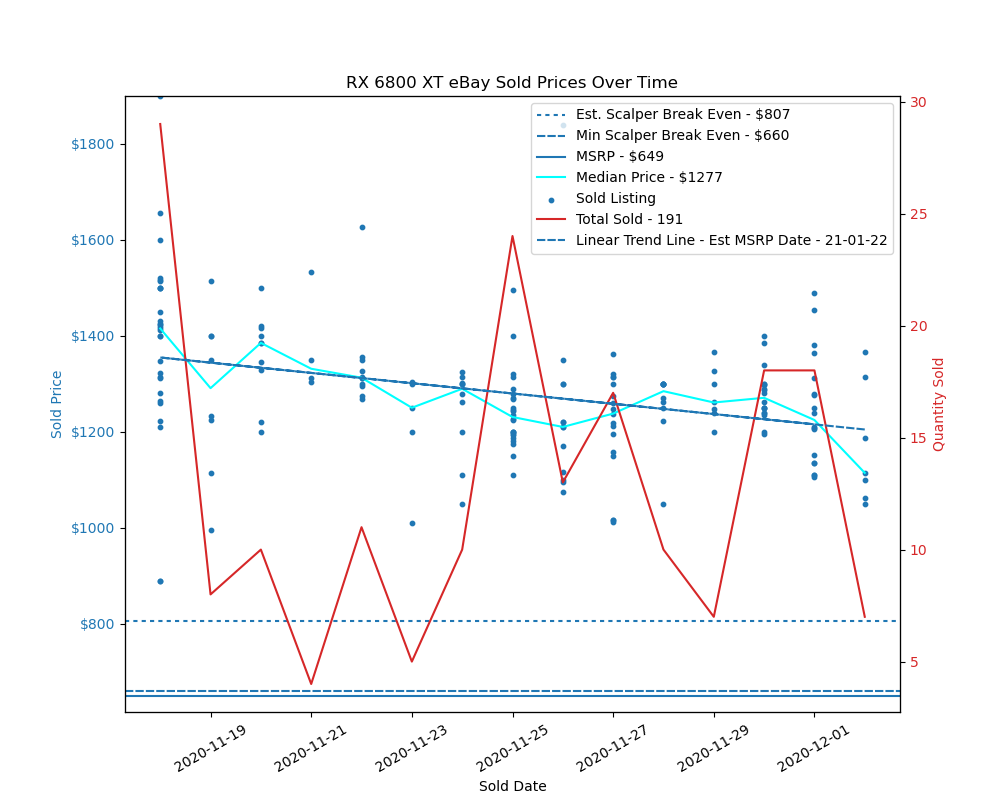 RX 6800 XT eBay Sold Prices Over Time
Est. Scalper Break Even - $807
Min Scalper Break Even - $660
MSRP - $649
Median Price - $1277
Sold Listing
Total Sold - 191
Linear Trend Line - Est MSRP Date - 21-01-22
$1800
$1600
$1400
$1200
$1000
$800
Sold Price
30
25
20
15
10
5
Quantity Sold
2020-11-19
2020-11-21
2020-11-23
2020-11-25
2020-11-27
2020-11-29
2020-12-01
Sold Date